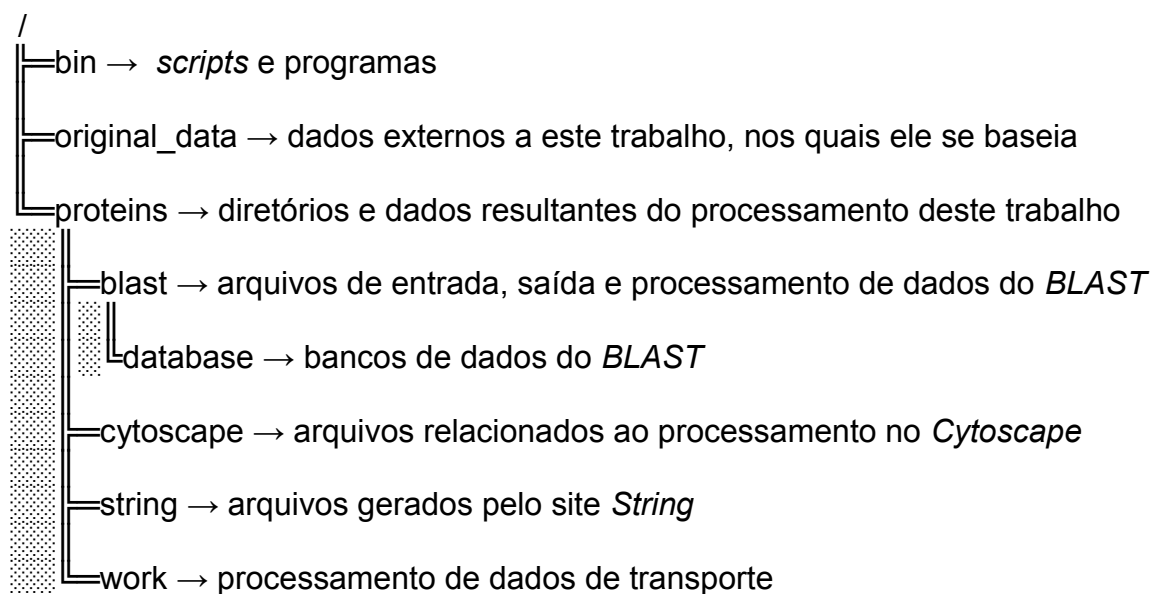 /
bin → scripts e programas
original_data → dados externos a este trabalho, nos quais ele se baseia
proteins → diretórios e dados resultantes do processamento deste trabalho
blast → arquivos de entrada, saída e processamento de dados do BLAST
database → bancos de dados do BLAST
cytoscape → arquivos relacionados ao processamento no Cytoscape
string → arquivos gerados pelo site String
work → processamento de dados de transporte